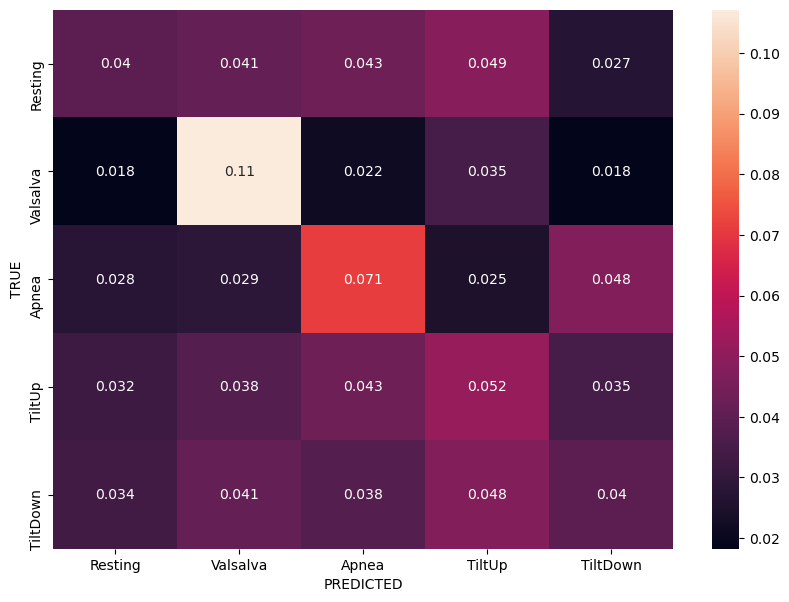 Resting 0.04 0.041 0.043 0.049 0.027
Valsalva 0.018 0.11 0.022 0.035 0.018
Apnea 0.028 0.029 0.071 0.025 0.048
TiltUp 0.032 0.038 0.043 0.052 0.035
TiltDown 0.034 0.041 0.038 0.048 0.04
TRUE
Resting Valsalva Apnea TiltUp TiltDown
PREDICTED
0.10
0.09
0.08
0.07
0.06
0.05
0.04
0.03
0.02